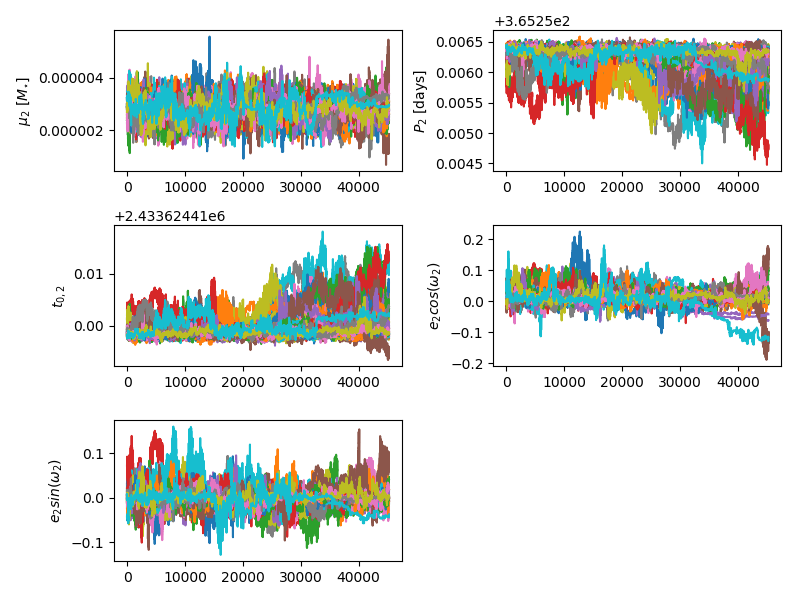 +3.6525e2
μ₂ [M⋆]
0.000004
0.000002
0 10000 20000 30000 40000
P₂ [days]
0.0065
0.0060
0.0055
0.0050
0.0045
0 10000 20000 30000 40000
+2.43362441e6
t₀,₂
0.01
0.00
0 10000 20000 30000 40000
e₂cos(ω₂)
0.2
0.1
0.0
−0.1
−0.2
0 10000 20000 30000 40000
e₂sin(ω₂)
0.1
0.0
−0.1
0 10000 20000 30000 40000